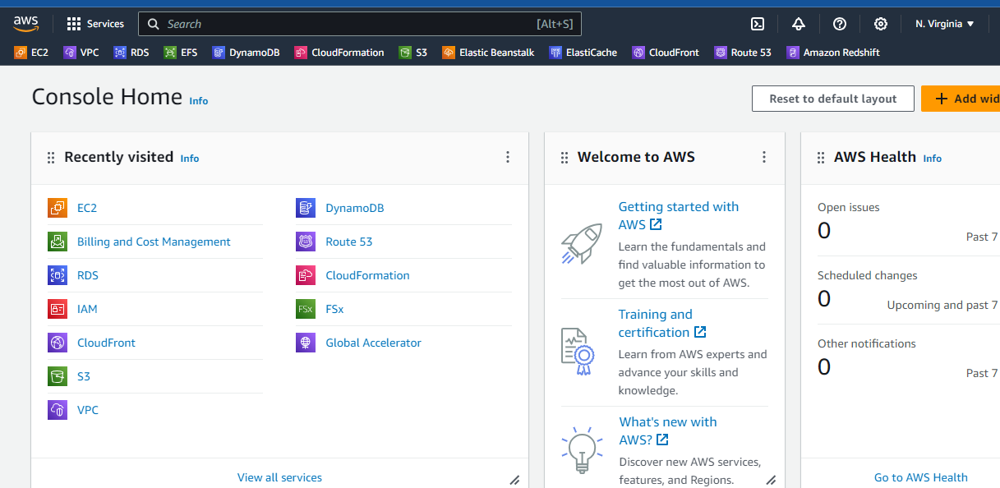 aws Services Search [Alt+S] N. Virginia
EC2 VPC RDS EFS DynamoDB CloudFormation S3 Elastic Beanstalk ElastiCache CloudFront Route 53 Amazon Redshift
Console Home Info
Reset to default layout
Add wid
Recently visited Info
EC2
Billing and Cost Management
RDS
IAM
CloudFront
S3
VPC
DynamoDB
Route 53
CloudFormation
FSx FSx
Global Accelerator
View all services
Welcome to AWS
Getting started with
AWS
Learn the fundamentals and
find valuable information to
get the most out of AWS.
Training and
certification
Learn from AWS experts and
advance your skills and
knowledge.
What's new with
AWS?
Discover new AWS services,
features, and Regions.
AWS Health Info
Open issues
0
Past 7
Scheduled changes
0
Upcoming and past 7
Other notifications
0
Past 7
Go to AWS Health